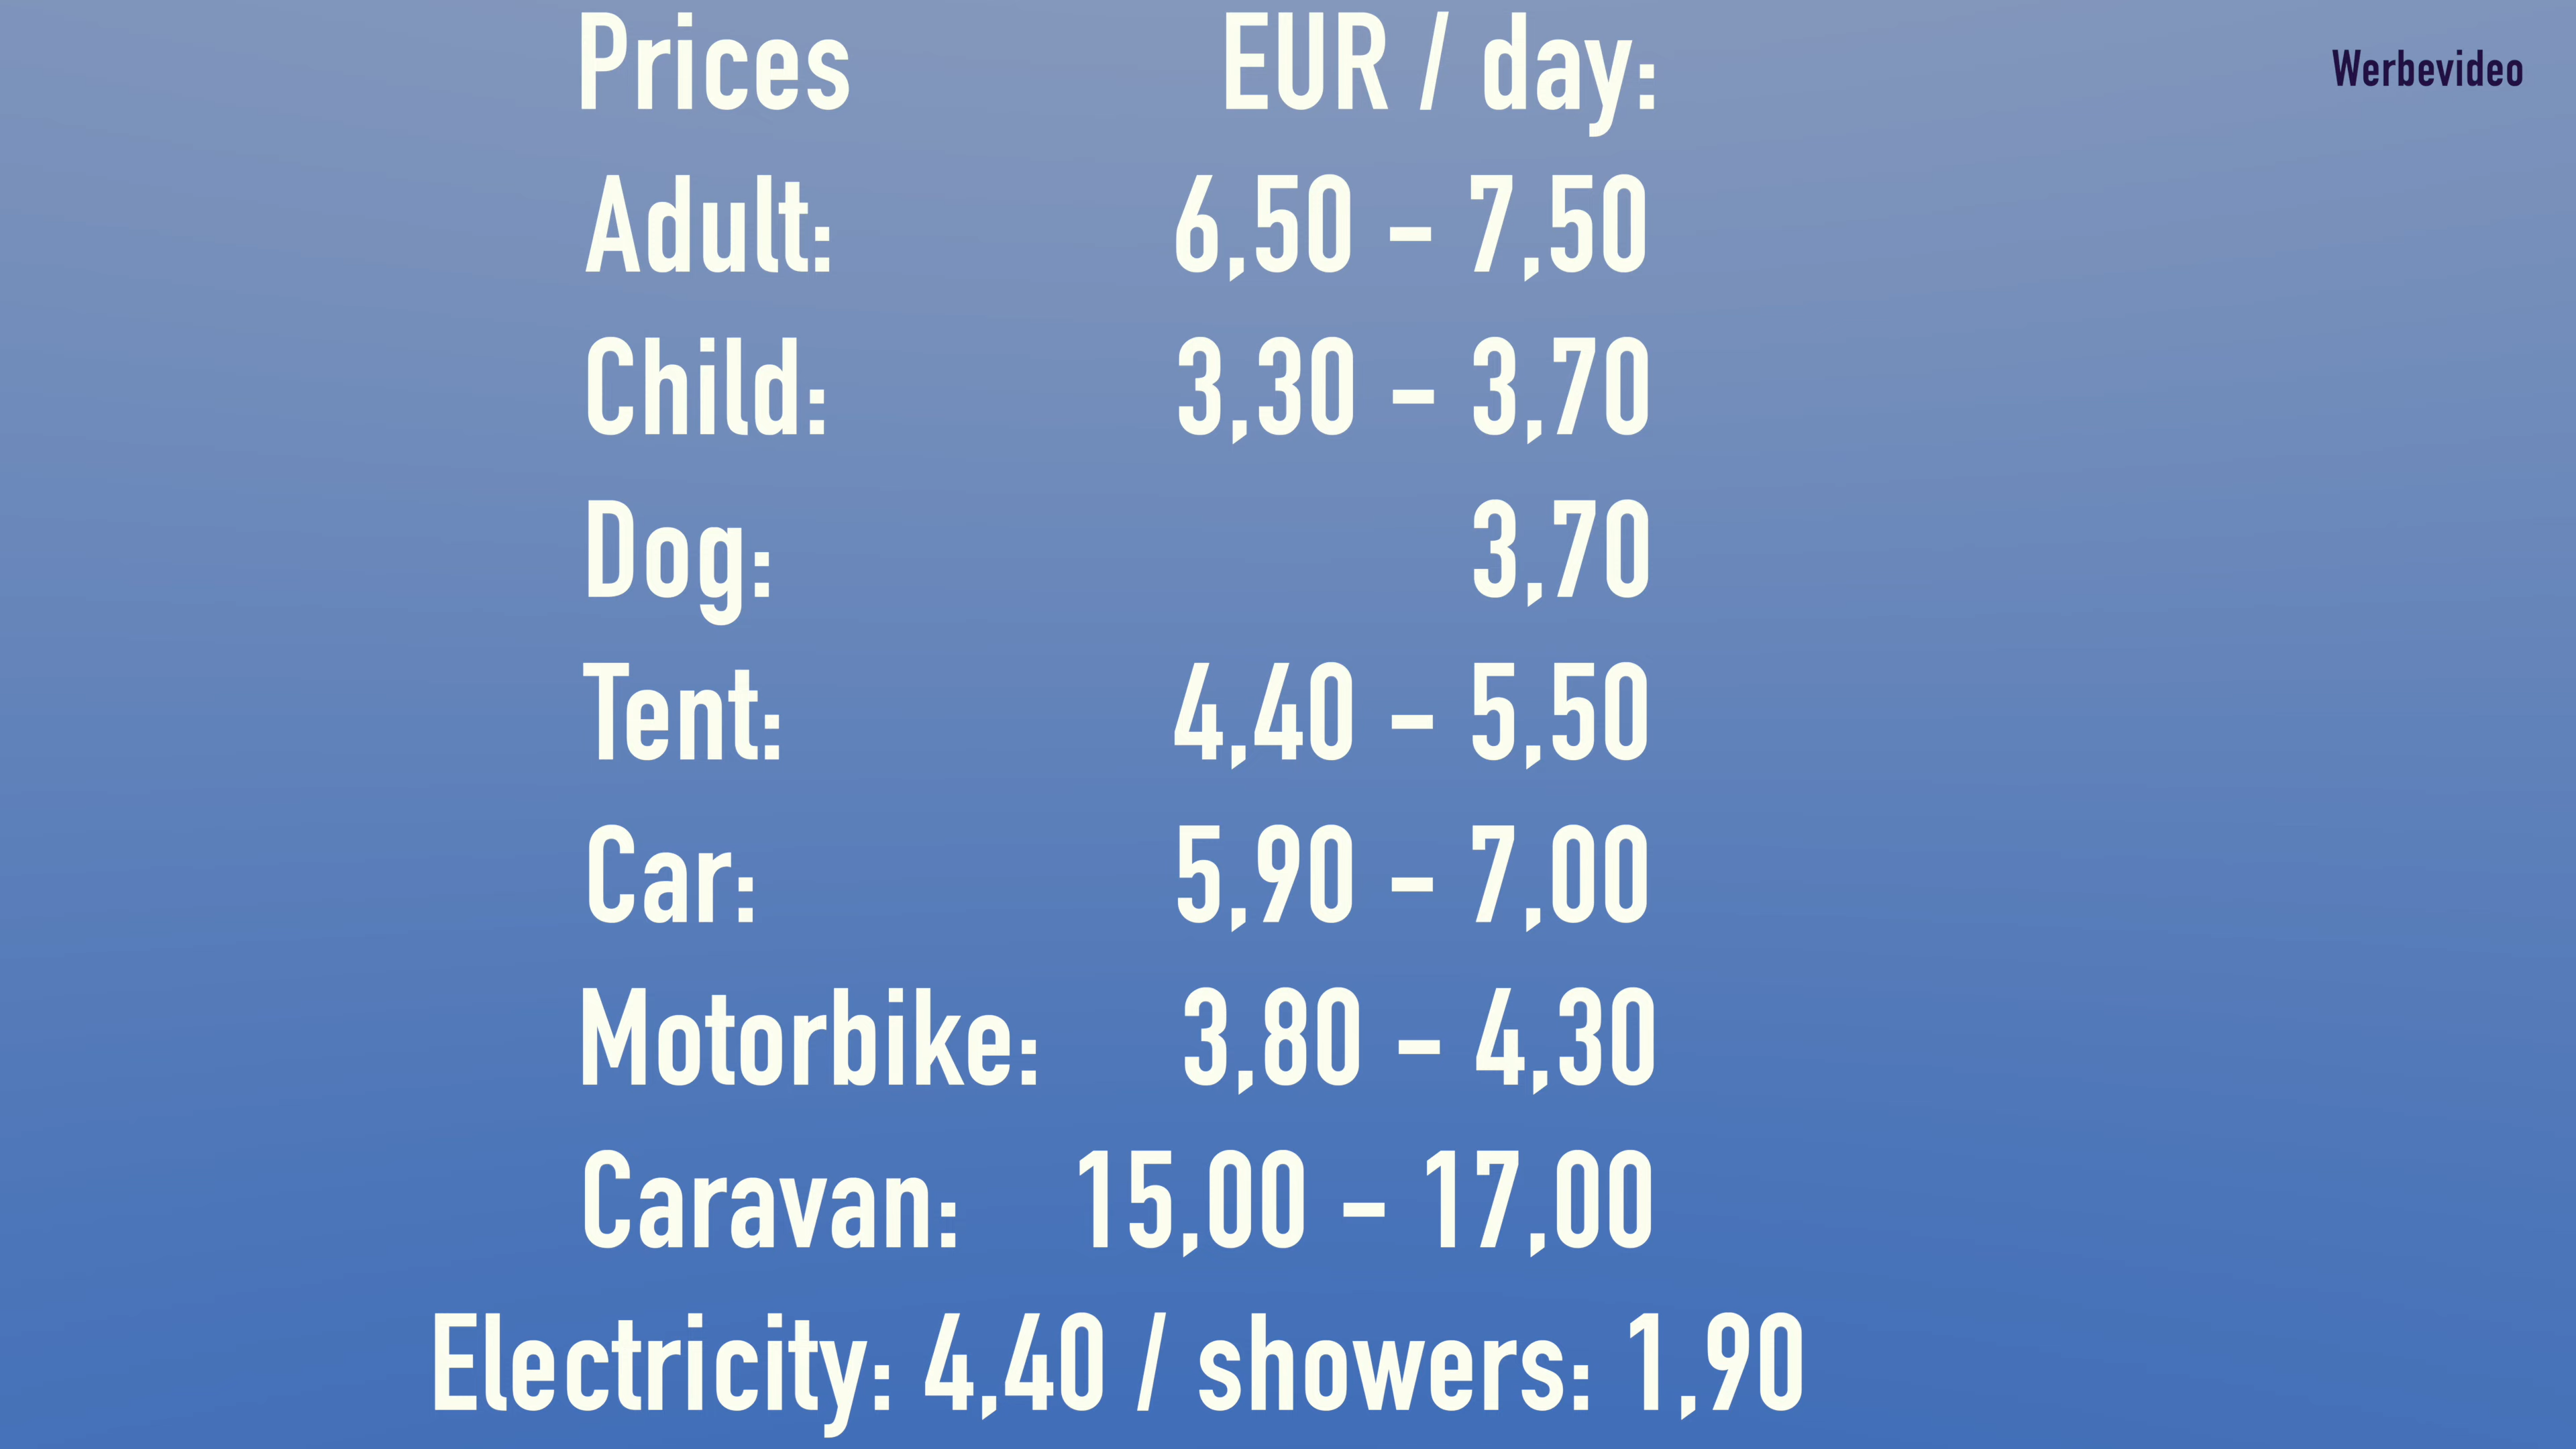 Prices EUR / day:
Werbevideo
Adult: 6,50 – 7,50
Child: 3,30 – 3,70
Dog: 3,70
Tent: 4,40 – 5,50
Car: 5,90 – 7,00
Motorbike: 3,80 – 4,30
Caravan: 15,00 – 17,00
Electricity: 4,40 / showers: 1,90